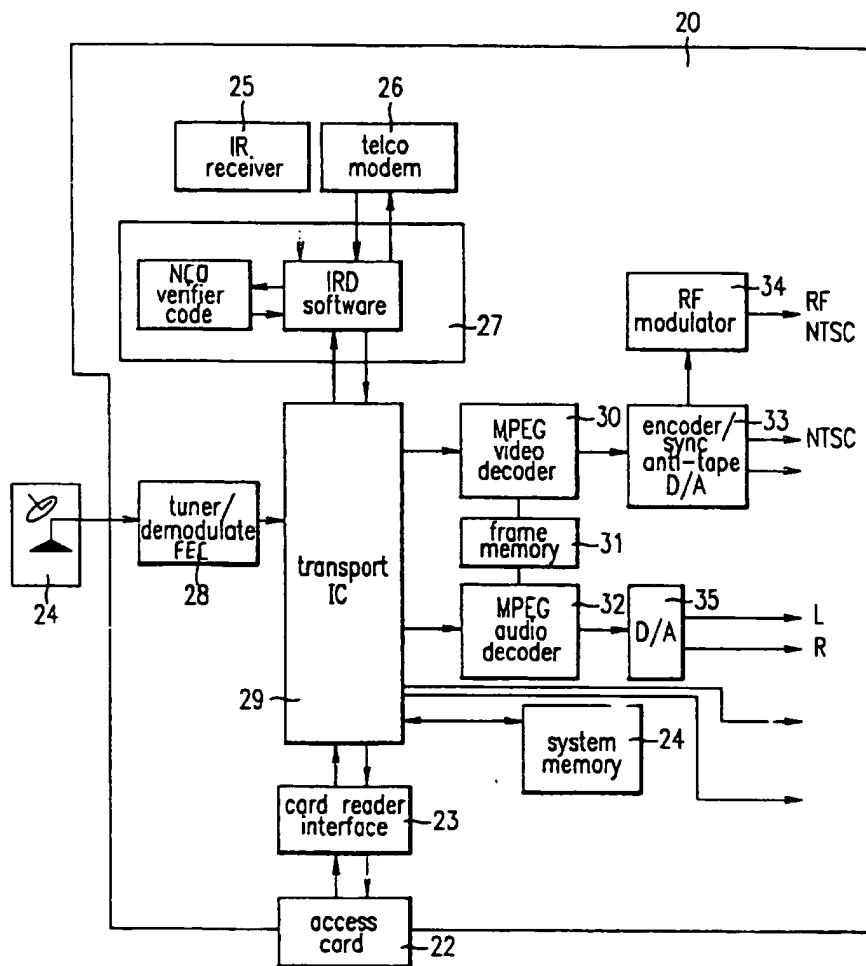 20
25
26
IR
receiver
telco
modem
NCO
verifier
code
IRD
software
27
RF
modulator
34
RF
NTSC
MPEG
video
decoder
30
encoder/
sync
anti-tape
D/A
33
NTSC
24
tuner/
demodulate
FEC
28
transport
IC
29
frame
memory
31
MPEG
audio
decoder
32
35
D/A
L
R
system
memory
24
card reader
interface
23
access
card
22